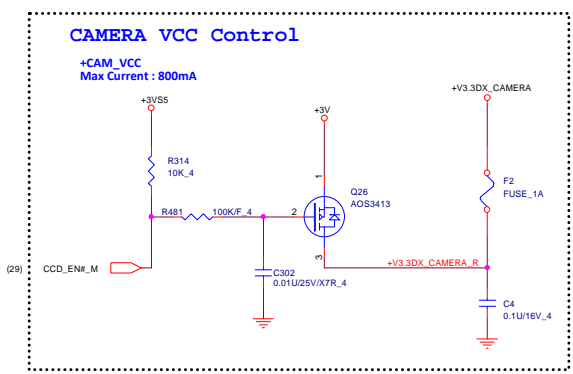 CAMERA VCC Control
+CAM_VCC
Max Current : 800mA
+3VS5
+3V
+V3.3DX_CAMERA
R314
10K_4
1
Q26
AOS3413
F2
FUSE_1A
R481
100K/F_4
2
3
+V3.3DX_CAMERA_R
(29)
CCD_EN#_M
C302
0.01U/25V/X7R_4
C4
0.1U/16V_4